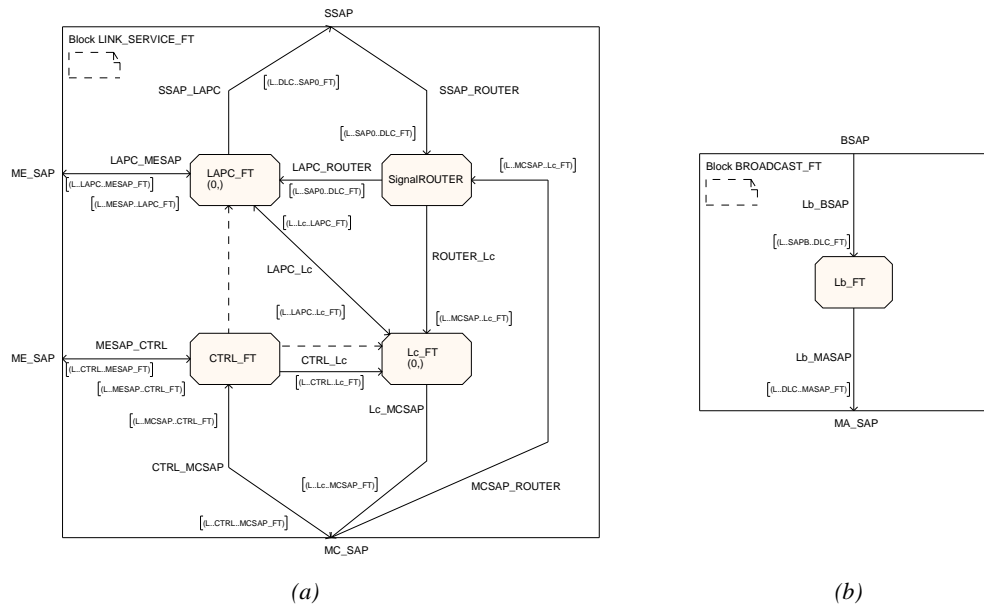 SSAP
Block LINK_SERVICE_FT
SSAP_LAPC
[(L..DLC..SAP0_FT)]
SSAP_ROUTER
[(L..SAP0..DLC_FT)]
[(L..MCSAP..Lc_FT)]
ME_SAP
LAPC_MESAP
LAPC_FT
(0,)
LAPC_ROUTER
SignalROUTER
[(L..LAPC..MESAP_FT)]
[(L..SAP0..DLC_FT)]
[(L..MESAP..LAPC_FT)]
[(L..Lc..LAPC_FT)]
ROUTER_Lc
LAPC_Lc
[(L..LAPC..Lc_FT)]
[(L..MCSAP..Lc_FT)]
ME_SAP
MESAP_CTRL
CTRL_FT
CTRL_Lc
Lc_FT
(0,)
[(L..CTRL..MESAP_FT)]
[(L..CTRL..Lc_FT)]
[(L..MESAP..CTRL_FT)]
Lc_MCSAP
[(L..MCSAP..CTRL_FT)]
CTRL_MCSAP
[(L..Lc..MCSAP_FT)]
MCSAP_ROUTER
[(L..CTRL..MCSAP_FT)]
MC_SAP
(a)
BSAP
Block BROADCAST_FT
Lb_BSAP
[(L..SAPB..DLC_FT)]
Lb_FT
Lb_MASAP
[(L..DLC..MASAP_FT)]
MA_SAP
(b)